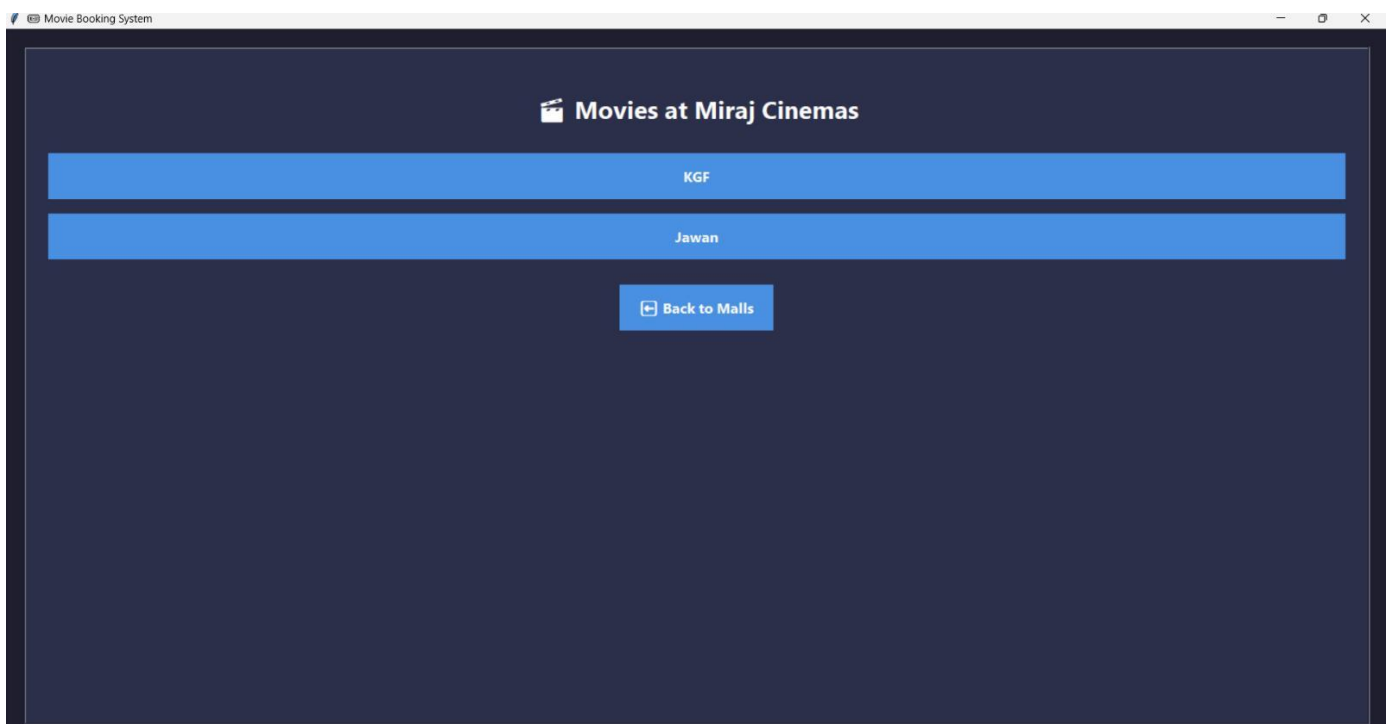 Movie Booking System
Movies at Miraj Cinemas
KGF
Jawan
Back to Malls